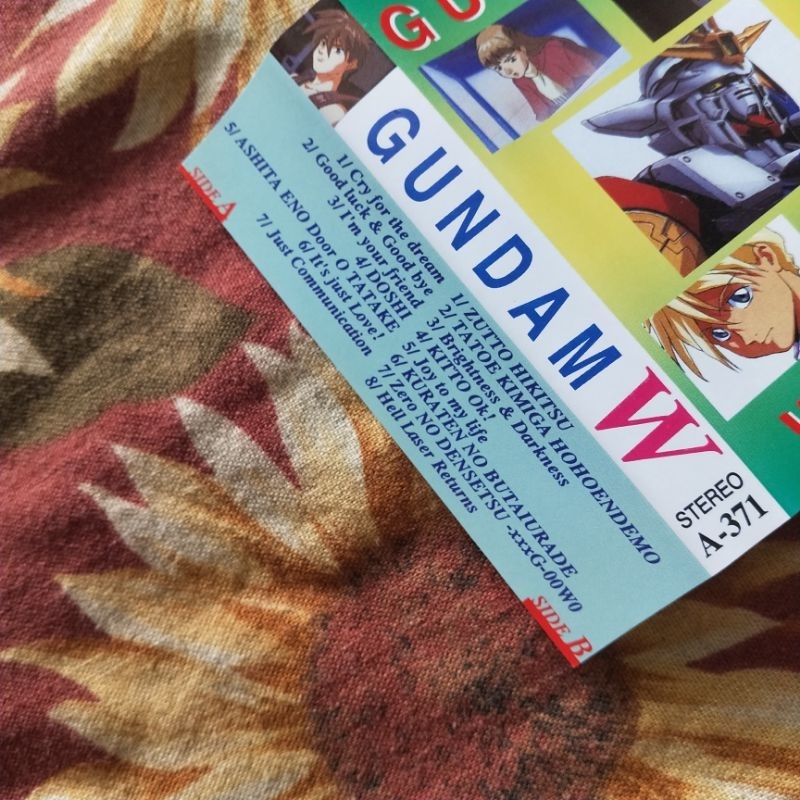 G U
GUNDAM W
STEREO
A-371
SIDE A
1/ Cry for the dream
2/ Good luck & Good bye
3/ I'm your friend
4/ DOSHI
5/ ASHITA ENO Door O TATAKE
6/ It's just Love!
7/ Just Communication
1/ ZUTTO HIKITSU
2/ TATOE KIMIGA HOHOENDEMO
3/ Brighhess & Darkness
4/ KITTO Ok!
5/ Joy to my life
6/ KURATEN NO BUTAIURADE
7/ Zero NO DENSETSU -xxxG-00W0
8/ Hell Laser Returns
SIDE B